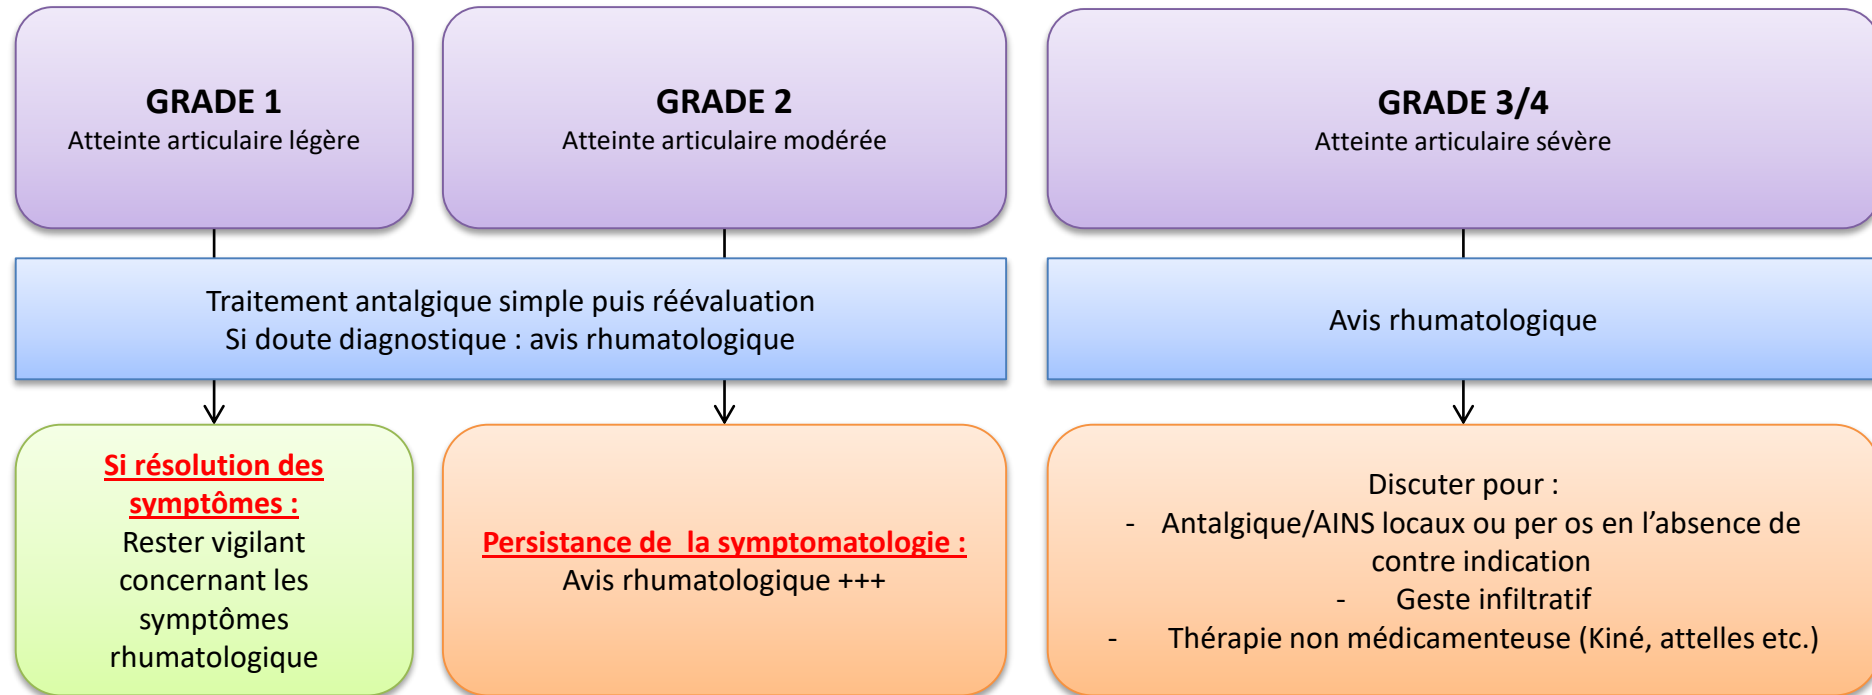 GRADE 1
Atteinte articulaire légère
GRADE 2
Atteinte articulaire modérée
GRADE 3/4
Atteinte articulaire sévère
Traitement antalgique simple puis réévaluation
Si doute diagnostique : avis rhumatologique
Avis rhumatologique
Si résolution des
symptômes :
Rester vigilant
concernant les
symptômes
rhumatologique
Persistance de la symptomatologie :
Avis rhumatologique +++
Discuter pour :
- Antalgique/AINS locaux ou per os en l'absence de
contre indication
- Geste infiltratif
- Thérapie non médicamenteuse (Kiné, attelles etc.)